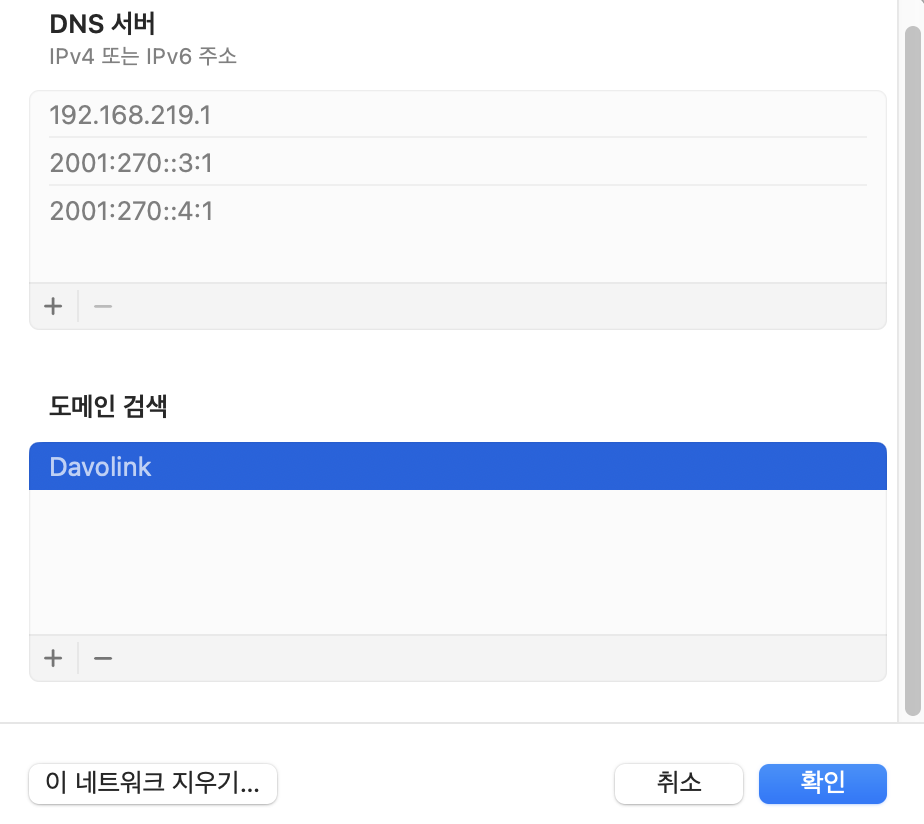 DNS 서버
IPv4 또는 IPv6 주소
192.168.219.1
2001:270::3:1
2001:270::4:1
+ −
도메인 검색
Davolink
+ −
이 네트워크 지우기...
취소
확인